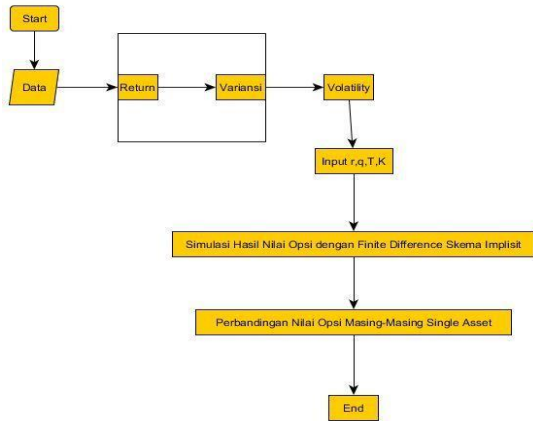 Start
Data
Return
Variansi
Volatility
Input r,q,T,K
Simulasi Hasil Nilai Opsi dengan Finite Difference Skema Implisit
Perbandingan Nilai Opsi Masing-Masing Single Asset
End